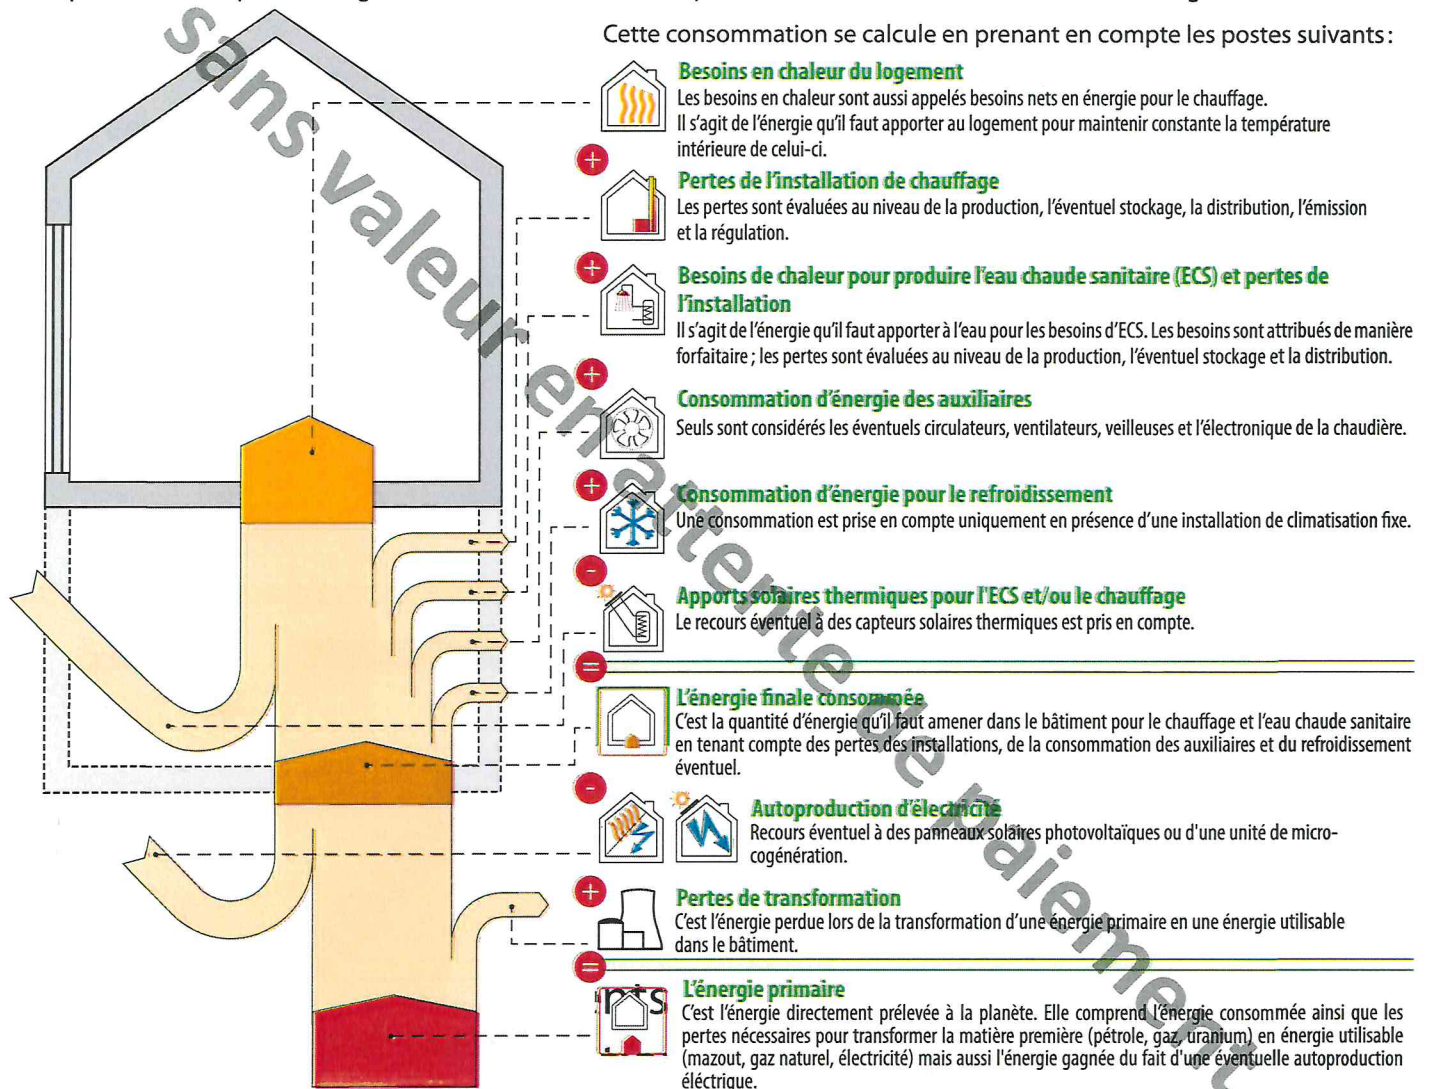 Cette consommation se calcule en prenant en compte les postes suivants :
Besoins en chaleur du logement
Les besoins en chaleur sont aussi appelés besoins nets en énergie pour le chauffage.
Il s'agit de l'énergie qu'il faut apporter au logement pour maintenir constante la température
intérieure de celui-ci.
+
Pertes de l'installation de chauffage
Les pertes sont évaluées au niveau de la production, l'éventuel stockage, la distribution, l'émission
et la régulation.
+
Besoins de chaleur pour produire l'eau chaude sanitaire (ECS) et pertes de
l'installation
Il s'agit de l'énergie qu'il faut apporter à l'eau pour les besoins d'ECS. Les besoins sont attribués de manière
forfaitaire ; les pertes sont évaluées au niveau de la production, l'éventuel stockage et la distribution.
+
Consommation d'énergie des auxiliaires
Seuls sont considérés les éventuels circulateurs, ventilateurs, veilleuses et l'électronique de la chaudière.
+
Consommation d'énergie pour le refroidissement
Une consommation est prise en compte uniquement en présence d'une installation de climatisation fixe.
-
Apports solaires thermiques pour l'ECS et/ou le chauffage
Le recours éventuel à des capteurs solaires thermiques est pris en compte.
=
L'énergie finale consommée
C'est la quantité d'énergie qu'il faut amener dans le bâtiment pour le chauffage et l'eau chaude sanitaire
en tenant compte des pertes des installations, de la consommation des auxiliaires et du refroidissement
éventuel.
-
Autoproduction d'électricité
Recours éventuel à des panneaux solaires photovoltaïques ou d'une unité de micro-
cogénération.
+
Pertes de transformation
C'est l'énergie perdue lors de la transformation d'une énergie primaire en une énergie utilisable
dans le bâtiment.
=
L'énergie primaire
C'est l'énergie directement prélevée à la planète. Elle comprend l'énergie consommée ainsi que les
pertes nécessaires pour transformer la matière première (pétrole, gaz, uranium) en énergie utilisable
(mazout, gaz naturel, électricité) mais aussi l'énergie gagnée du fait d'une éventuelle autoproduction
éléctrique.
sans valeur en attente de paiement